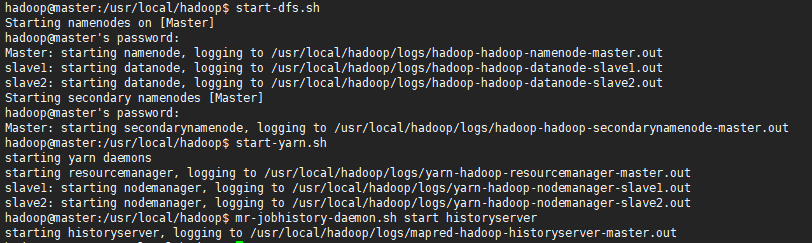 hadoop@master:/usr/local/hadoop$ start-dfs.sh
Starting namenodes on [Master]
hadoop@master's password:
Master: starting namenode, logging to /usr/local/hadoop/logs/hadoop-hadoop-namenode-master.out
slave1: starting datanode, logging to /usr/local/hadoop/logs/hadoop-hadoop-datanode-slave1.out
slave2: starting datanode, logging to /usr/local/hadoop/logs/hadoop-hadoop-datanode-slave2.out
Starting secondary namenodes [Master]
hadoop@master's password:
Master: starting secondarynamenode, logging to /usr/local/hadoop/logs/hadoop-hadoop-secondarynamenode-master.out
hadoop@master:/usr/local/hadoop$ start-yarn.sh
starting yarn daemons
starting resourcemanager, logging to /usr/local/hadoop/logs/yarn-hadoop-resourcemanager-master.out
slave1: starting nodemanager, logging to /usr/local/hadoop/logs/yarn-hadoop-nodemanager-slave1.out
slave2: starting nodemanager, logging to /usr/local/hadoop/logs/yarn-hadoop-nodemanager-slave2.out
hadoop@master:/usr/local/hadoop$ mr-jobhistory-daemon.sh start historyserver
starting historyserver, logging to /usr/local/hadoop/logs/mapred-hadoop-historyserver-master.out
hadoop@master:/usr/local/hadoop$